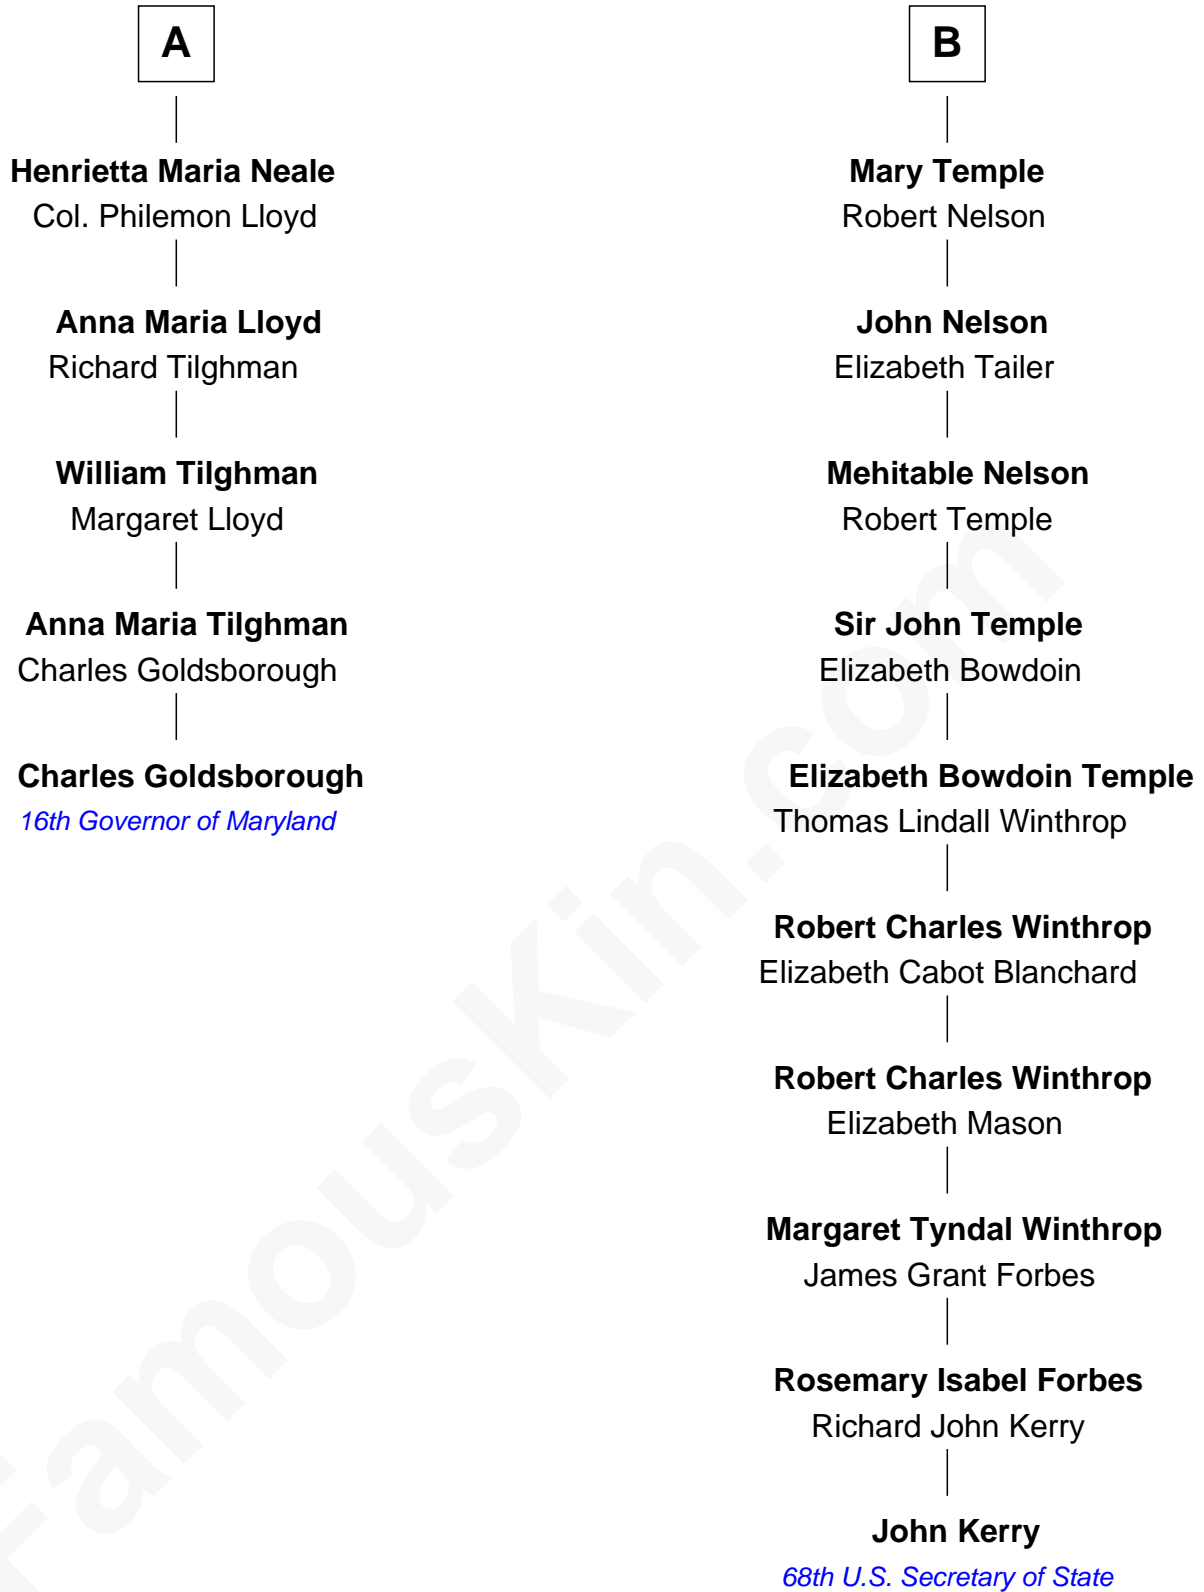 A
Henrietta Maria Neale
Col. Philemon Lloyd
Anna Maria Lloyd
Richard Tilghman
William Tilghman
Margaret Lloyd
Anna Maria Tilghman
Charles Goldsborough
Charles Goldsborough
16th Governor of Maryland
B
Mary Temple
Robert Nelson
John Nelson
Elizabeth Tailer
Mehitable Nelson
Robert Temple
Sir John Temple
Elizabeth Bowdoin
Elizabeth Bowdoin Temple
Thomas Lindall Winthrop
Robert Charles Winthrop
Elizabeth Cabot Blanchard
Robert Charles Winthrop
Elizabeth Mason
Margaret Tyndal Winthrop
James Grant Forbes
Rosemary Isabel Forbes
Richard John Kerry
John Kerry
68th U.S. Secretary of State
FamousKin.com